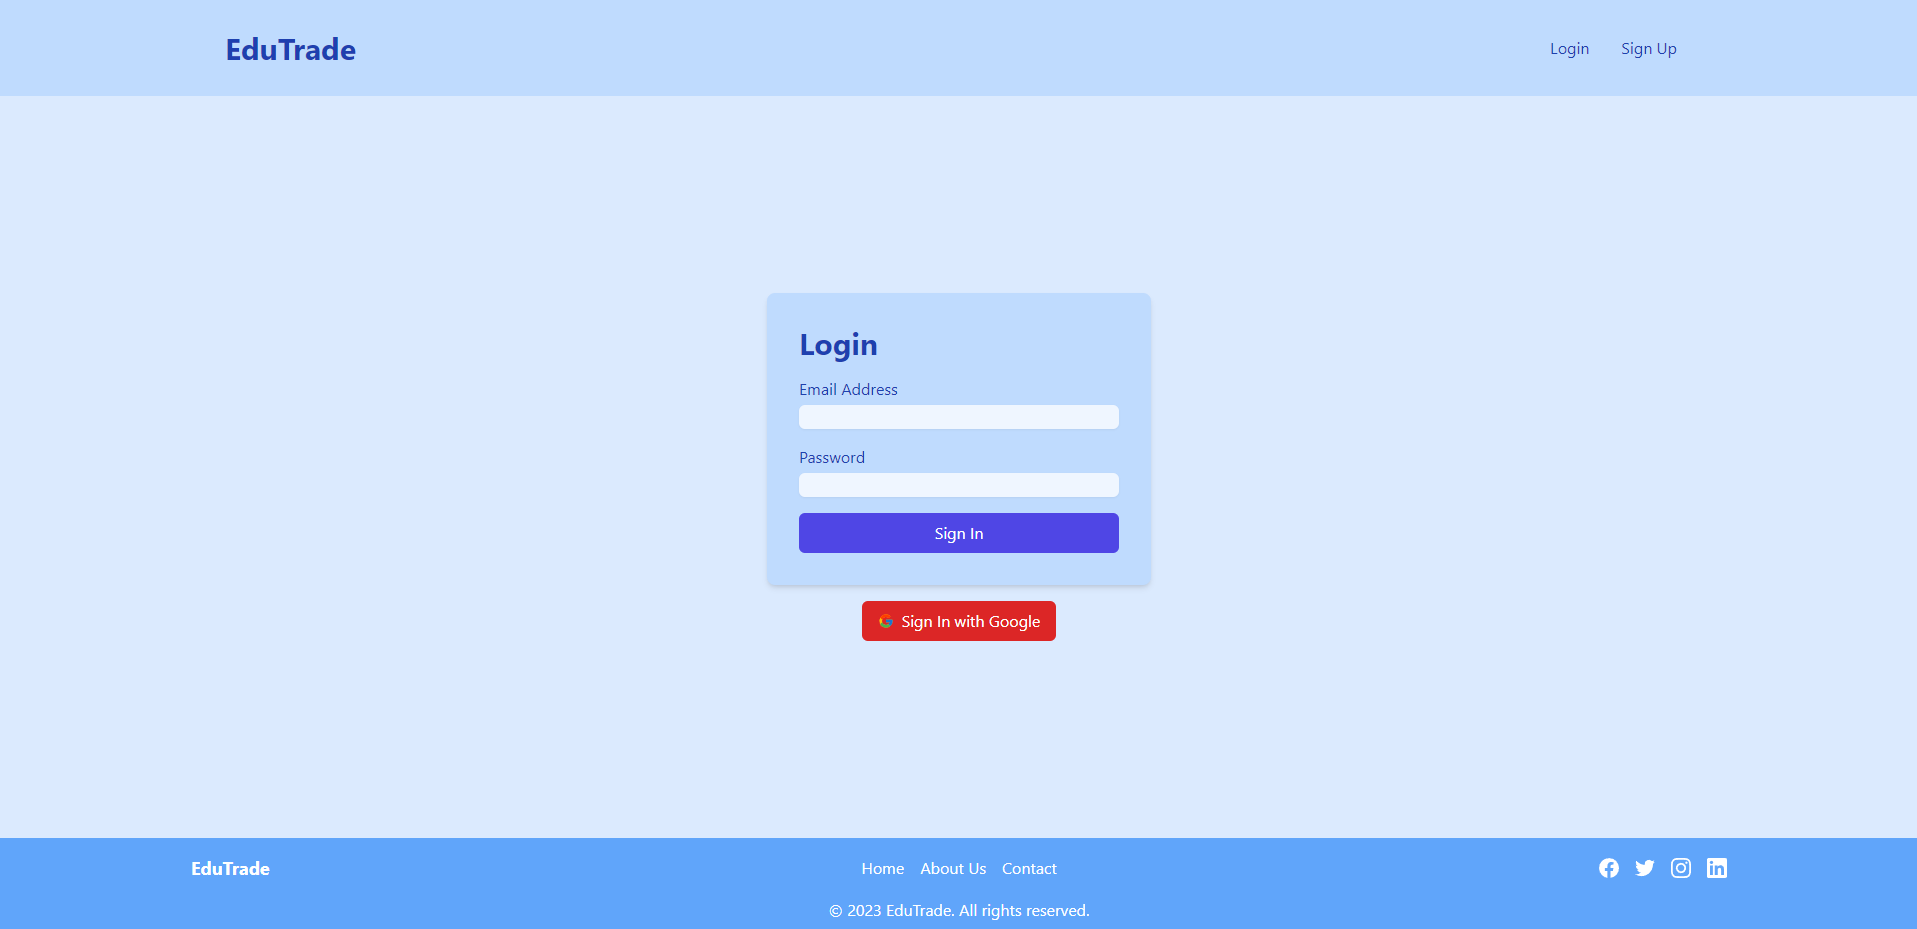 EduTrade
Login Sign Up
Login
Email Address
Password
Sign In
Sign In with Google
EduTrade
Home About Us Contact
© 2023 EduTrade. All rights reserved.